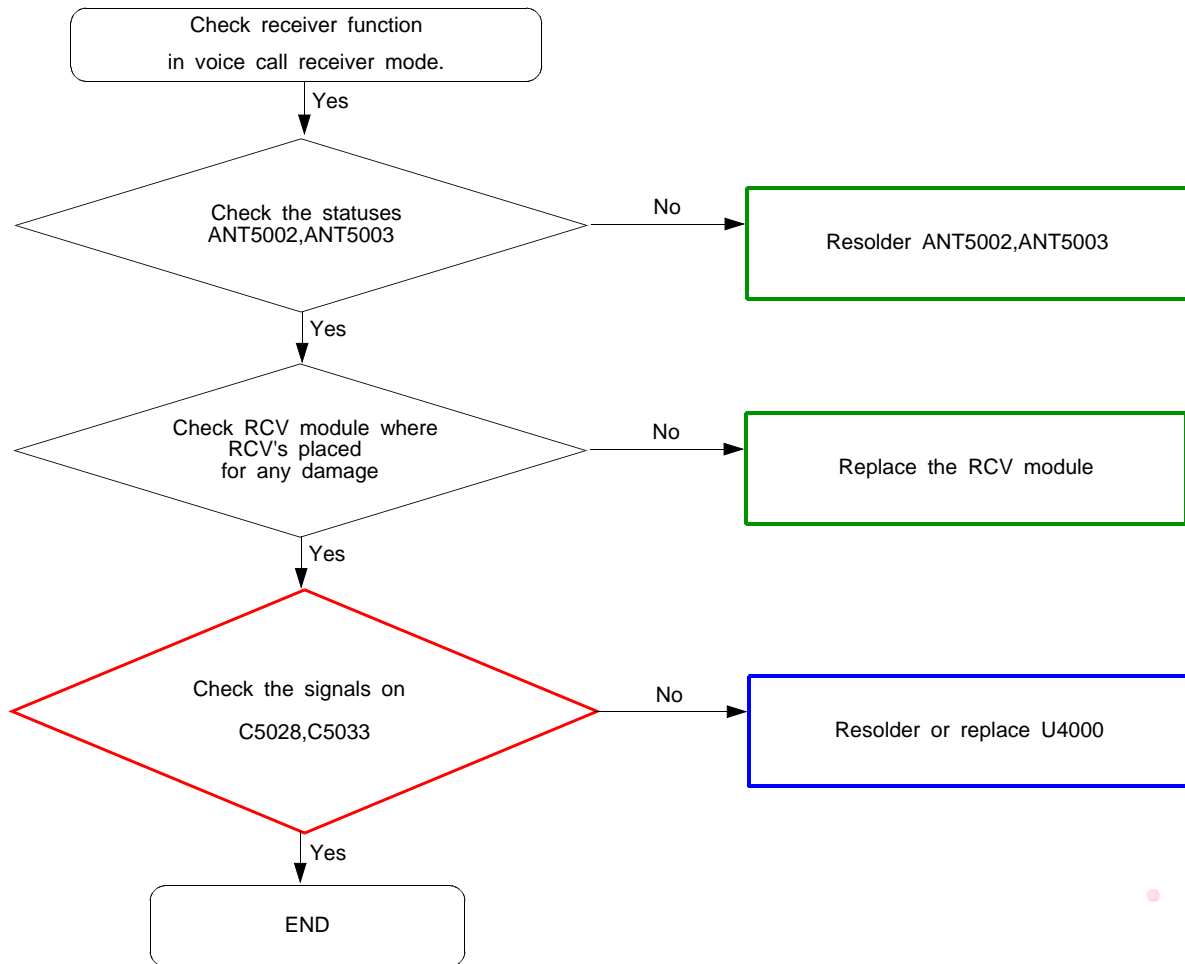 Check receiver function
in voice call receiver mode.
Yes
Check the statuses
ANT5002,ANT5003
No
Resolder ANT5002,ANT5003
Yes
Check RCV module where
RCV's placed
for any damage
No
Replace the RCV module
Yes
Check the signals on
C5028,C5033
No
Resolder or replace U4000
Yes
END